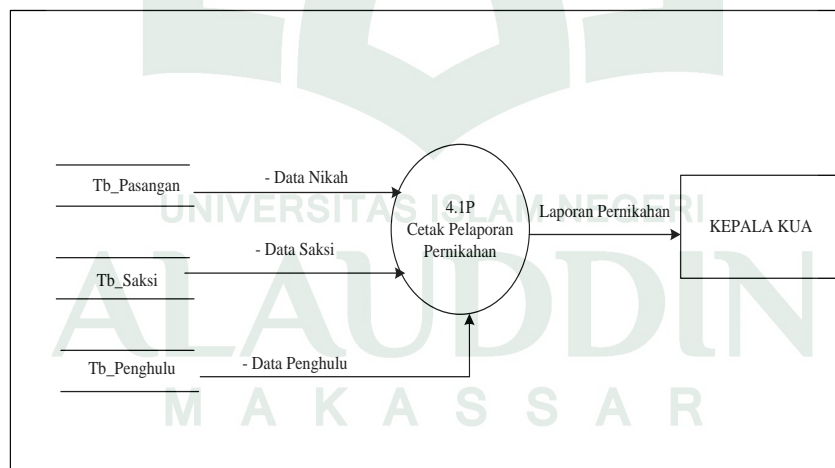 Tb_Pasangan
- Data Nikah
4.1P
Cetak Pelaporan
Pernikahan
Laporan Pernikahan
KEPALA KUA
Tb_Saksi
- Data Saksi
Tb_Penghulu
- Data Penghulu
UNIVERSITAS ISLAM NEGERI
ALAUDDIN
MAKASSAR